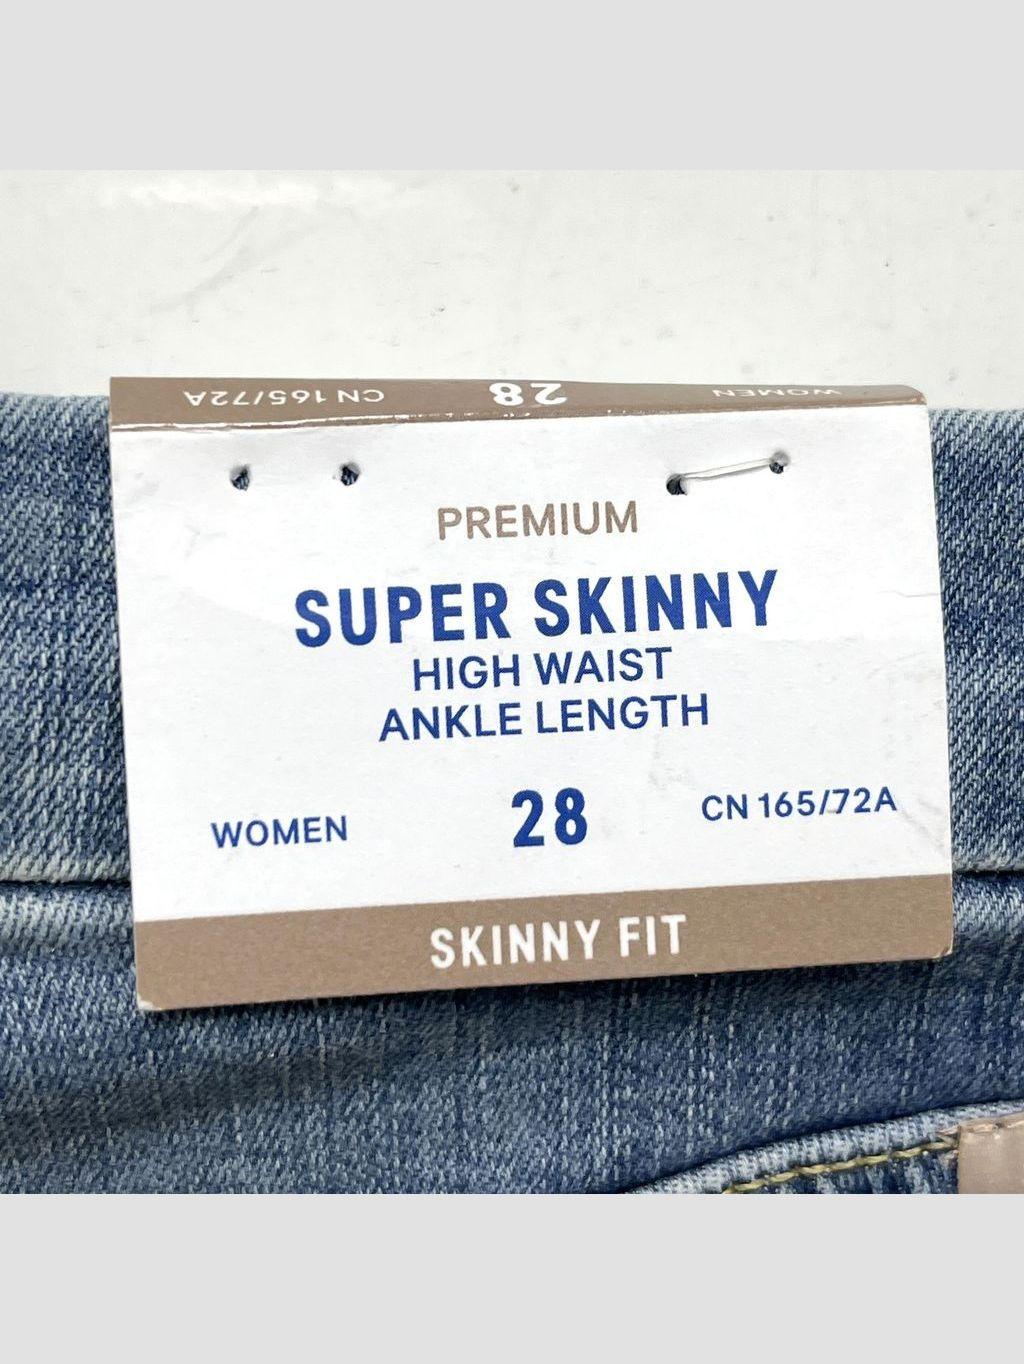 WOMEN 28 CN 165/72A
PREMIUM
SUPER SKINNY
HIGH WAIST
ANKLE LENGTH
WOMEN 28 CN 165/72A
SKINNY FIT